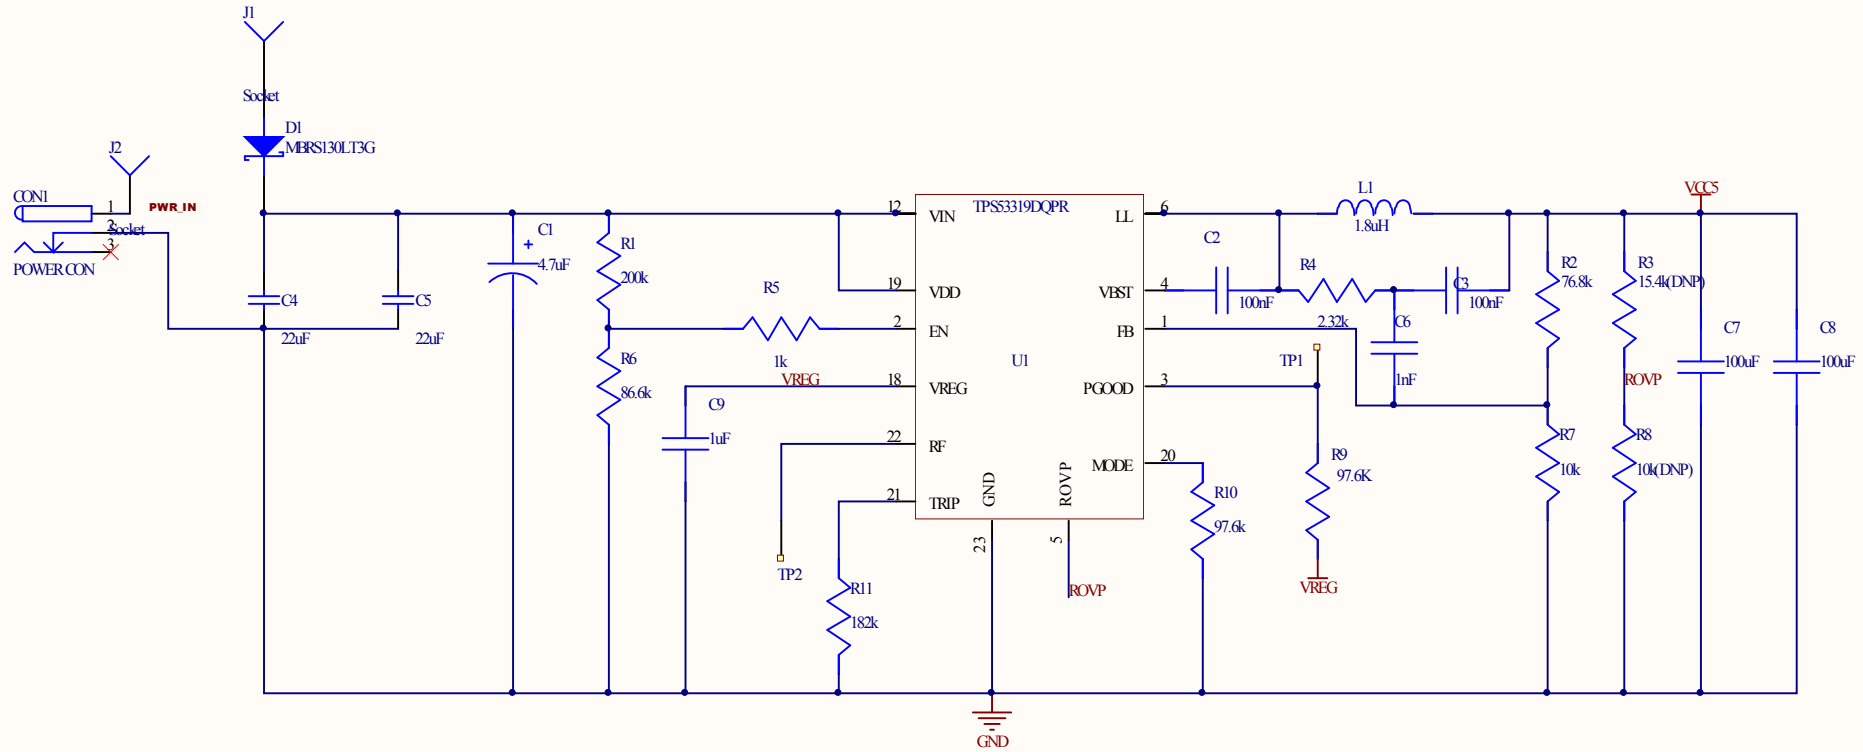 J1
Socket
D1
MBRS130LT3G
J2
CON1
1
PWR_IN
2
Socket
3
POWER CON
C4
22uF
C5
22uF
C1
+
4.7uF
R1
200k
R5
1k
R6
86.6k
VREG
C9
1uF
TP2
R11
182k
TPS53319DQPR
12
VIN
19
VDD
2
EN
U1
18
VREG
22
RF
21
TRIP
GND
23
ROVP
5
ROVP
LL
6
VBST
4
FB
1
PGOOD
3
MODE
20
GND
C2
100nF
R4
2.32k
L1
1.8uH
C3
100nF
C6
1nF
TP1
R9
97.6K
VREG
R10
97.6k
R2
76.8k
R3
15.4k(DNP)
ROVP
R7
10k
R8
10k(DNP)
VCC5
C7
100uF
C8
100uF